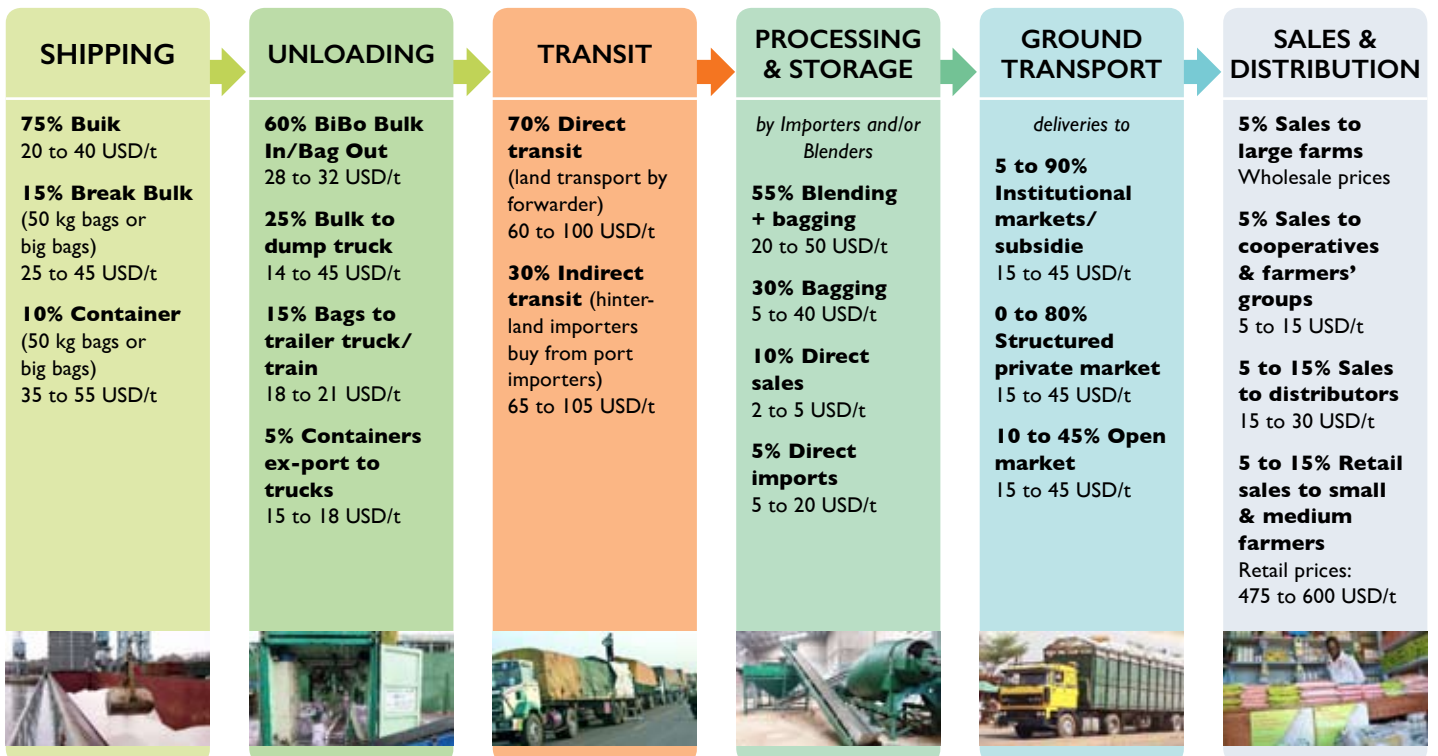 SHIPPING
75% Buik
20 to 40 USD/t
15% Break Bulk
(50 kg bags or
big bags)
25 to 45 USD/t
10% Container
(50 kg bags or
big bags)
35 to 55 USD/t
UNLOADING
60% BiBo Bulk
In/Bag Out
28 to 32 USD/t
25% Bulk to
dump truck
14 to 45 USD/t
15% Bags to
trailer truck/
train
18 to 21 USD/t
5% Containers
ex-port to
trucks
15 to 18 USD/t
TRANSIT
70% Direct
transit
(land transport by
forwarder)
60 to 100 USD/t
30% Indirect
transit (hinter-
land importers
buy from port
importers)
65 to 105 USD/t
PROCESSING
& STORAGE
by Importers and/or
Blenders
55% Blending
+ bagging
20 to 50 USD/t
30% Bagging
5 to 40 USD/t
10% Direct
sales
2 to 5 USD/t
5% Direct
imports
5 to 20 USD/t
GROUND
TRANSPORT
deliveries to
5 to 90%
Institutional
markets/
subsidie
15 to 45 USD/t
0 to 80%
Structured
private market
15 to 45 USD/t
10 to 45% Open
market
15 to 45 USD/t
SALES &
DISTRIBUTION
5% Sales to
large farms
Wholesale prices
5% Sales to
cooperatives
& farmers’
groups
5 to 15 USD/t
5 to 15% Sales
to distributors
15 to 30 USD/t
5 to 15% Retail
sales to small
& medium
farmers
Retail prices:
475 to 600 USD/t